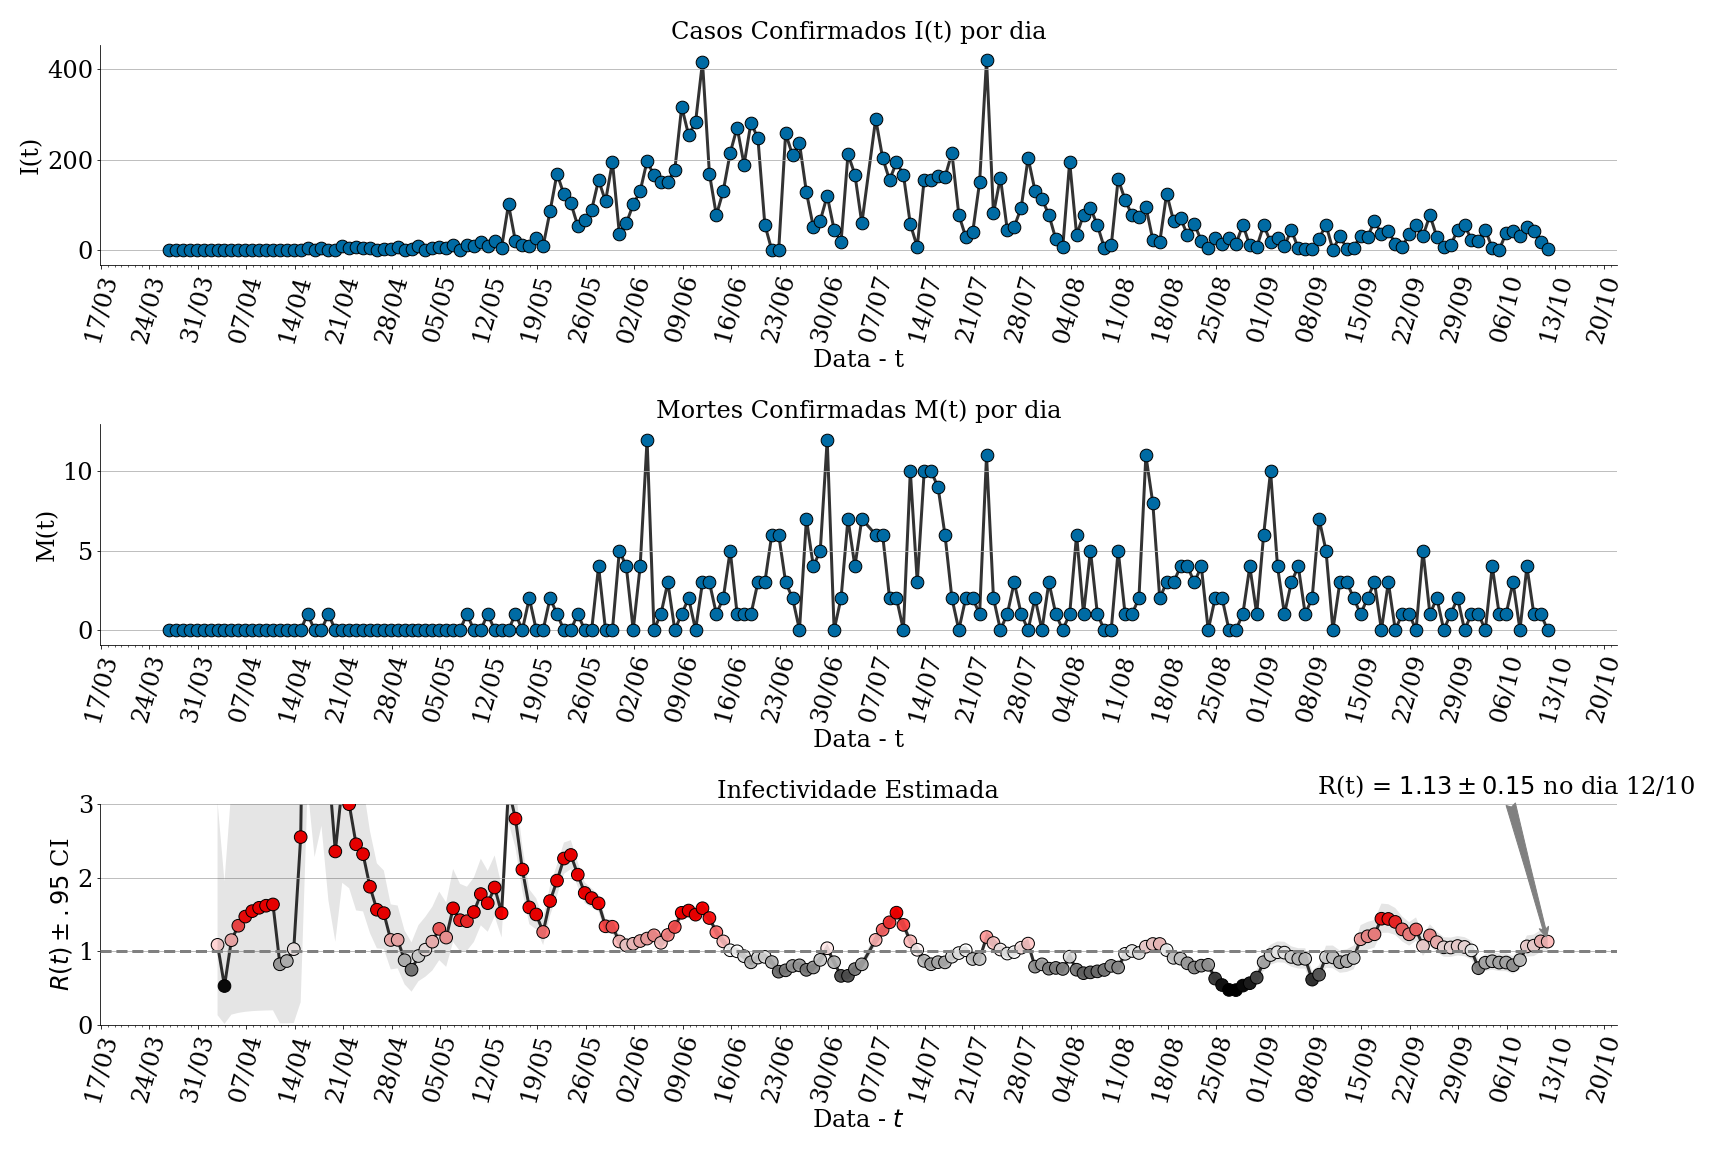 Casos Confirmados I(t) por dia
I(t)
400
200
0
17/03 24/03 31/03 07/04 14/04 21/04 28/04 05/05 12/05 19/05 26/05 02/06 09/06 16/06 23/06 30/06 07/07 14/07 21/07 28/07 04/08 11/08 18/08 25/08 01/09 08/09 15/09 22/09 29/09 06/10 13/10 20/10
Data - t
Mortes Confirmadas M(t) por dia
M(t)
10
5
0
17/03 24/03 31/03 07/04 14/04 21/04 28/04 05/05 12/05 19/05 26/05 02/06 09/06 16/06 23/06 30/06 07/07 14/07 21/07 28/07 04/08 11/08 18/08 25/08 01/09 08/09 15/09 22/09 29/09 06/10 13/10 20/10
Data - t
Infectividade Estimada
R(t) = 1.13 ± 0.15 no dia 12/10
R(t) ± .95 CI
3
2
1
0
17/03 24/03 31/03 07/04 14/04 21/04 28/04 05/05 12/05 19/05 26/05 02/06 09/06 16/06 23/06 30/06 07/07 14/07 21/07 28/07 04/08 11/08 18/08 25/08 01/09 08/09 15/09 22/09 29/09 06/10 13/10 20/10
Data - t